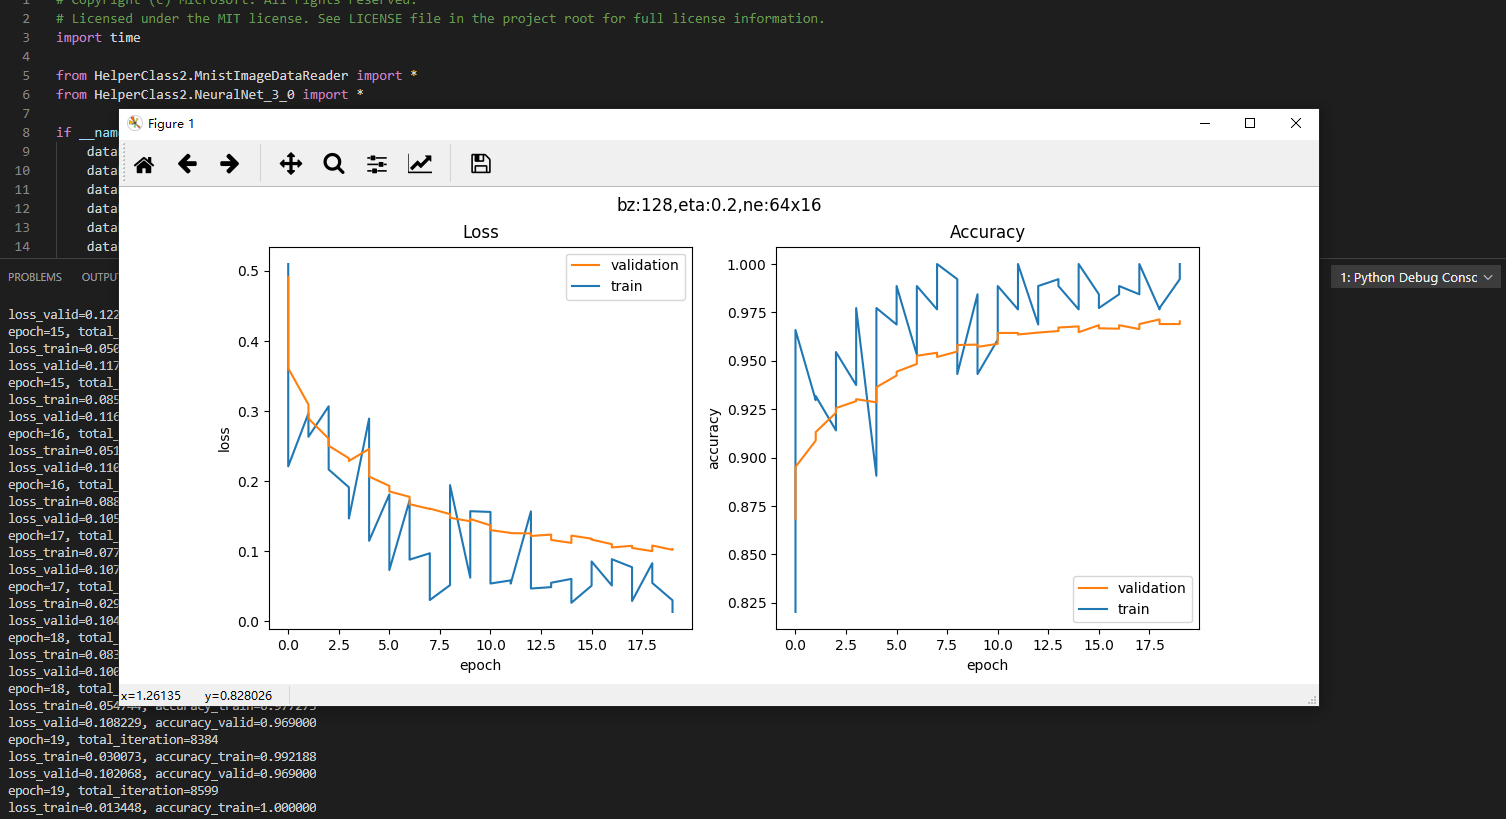 1 # Copyright (c) Microsoft. All rights reserved.
2 # Licensed under the MIT license. See LICENSE file in the project root for full license information.
3 import time
4
5 from HelperClass2.MnistImageDataReader import *
6 from HelperClass2.NeuralNet_3_0 import *
7
8 if __nam
9 data
10 data
11 data
12 data
13 data
14 data
Figure 1
bz:128,eta:0.2,ne:64x16
Loss
validation
train
0.5
0.4
0.3
0.2
0.1
0.0
loss
0.0 2.5 5.0 7.5 10.0 12.5 15.0 17.5
epoch
Accuracy
1.000
0.975
0.950
0.925
0.900
0.875
0.850
0.825
accuracy
validation
train
0.0 2.5 5.0 7.5 10.0 12.5 15.0 17.5
epoch
x=1.26135 y=0.828026
PROBLEMS OUTPU
1: Python Debug Consc
loss_valid=0.122
epoch=15, total_
loss_train=0.050
loss_valid=0.117
epoch=15, total_
loss_train=0.085
loss_valid=0.116
epoch=16, total_
loss_train=0.051
loss_valid=0.110
epoch=16, total_
loss_train=0.088
loss_valid=0.105
epoch=17, total_
loss_train=0.077
loss_valid=0.107
epoch=17, total_
loss_train=0.029
loss_valid=0.104
epoch=18, total_
loss_train=0.083
loss_valid=0.100
epoch=18, total_
loss_train=0.054744, accuracy_train=0.977273
loss_valid=0.108229, accuracy_valid=0.969000
epoch=19, total_iteration=8384
loss_train=0.030073, accuracy_train=0.992188
loss_valid=0.102068, accuracy_valid=0.969000
epoch=19, total_iteration=8599
loss_train=0.013448, accuracy_train=1.000000